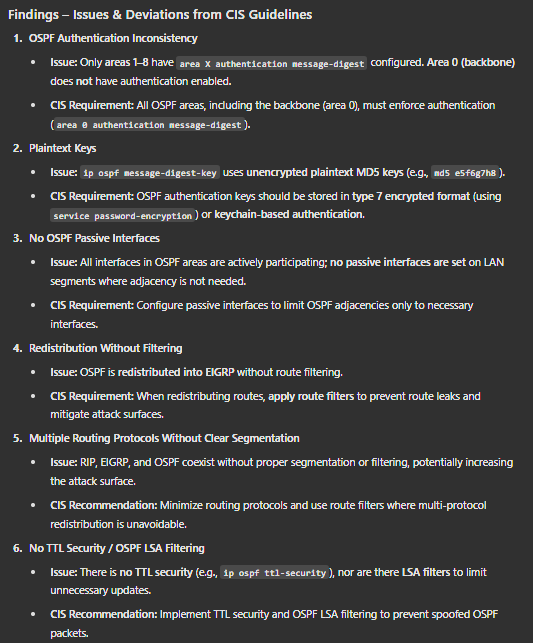 Findings – Issues & Deviations from CIS Guidelines
1. OSPF Authentication Inconsistency
• Issue: Only areas 1–8 have area X authentication message-digest configured. Area 0 (backbone)
does not have authentication enabled.
• CIS Requirement: All OSPF areas, including the backbone (area 0), must enforce authentication
(area 0 authentication message-digest).
2. Plaintext Keys
• Issue: ip ospf message-digest-key uses unencrypted plaintext MD5 keys (e.g., md5 e5f6g7h8).
• CIS Requirement: OSPF authentication keys should be stored in type 7 encrypted format (using
service password-encryption) or keychain-based authentication.
3. No OSPF Passive Interfaces
• Issue: All interfaces in OSPF areas are actively participating; no passive interfaces are set on LAN
segments where adjacency is not needed.
• CIS Requirement: Configure passive interfaces to limit OSPF adjacencies only to necessary
interfaces.
4. Redistribution Without Filtering
• Issue: OSPF is redistributed into EIGRP without route filtering.
• CIS Requirement: When redistributing routes, apply route filters to prevent route leaks and
mitigate attack surfaces.
5. Multiple Routing Protocols Without Clear Segmentation
• Issue: RIP, EIGRP, and OSPF coexist without proper segmentation or filtering, potentially increasing
the attack surface.
• CIS Recommendation: Minimize routing protocols and use route filters where multi-protocol
redistribution is unavoidable.
6. No TTL Security / OSPF LSA Filtering
• Issue: There is no TTL security (e.g., ip ospf ttl-security), nor are there LSA filters to limit
unnecessary updates.
• CIS Recommendation: Implement TTL security and OSPF LSA filtering to prevent spoofed OSPF
packets.